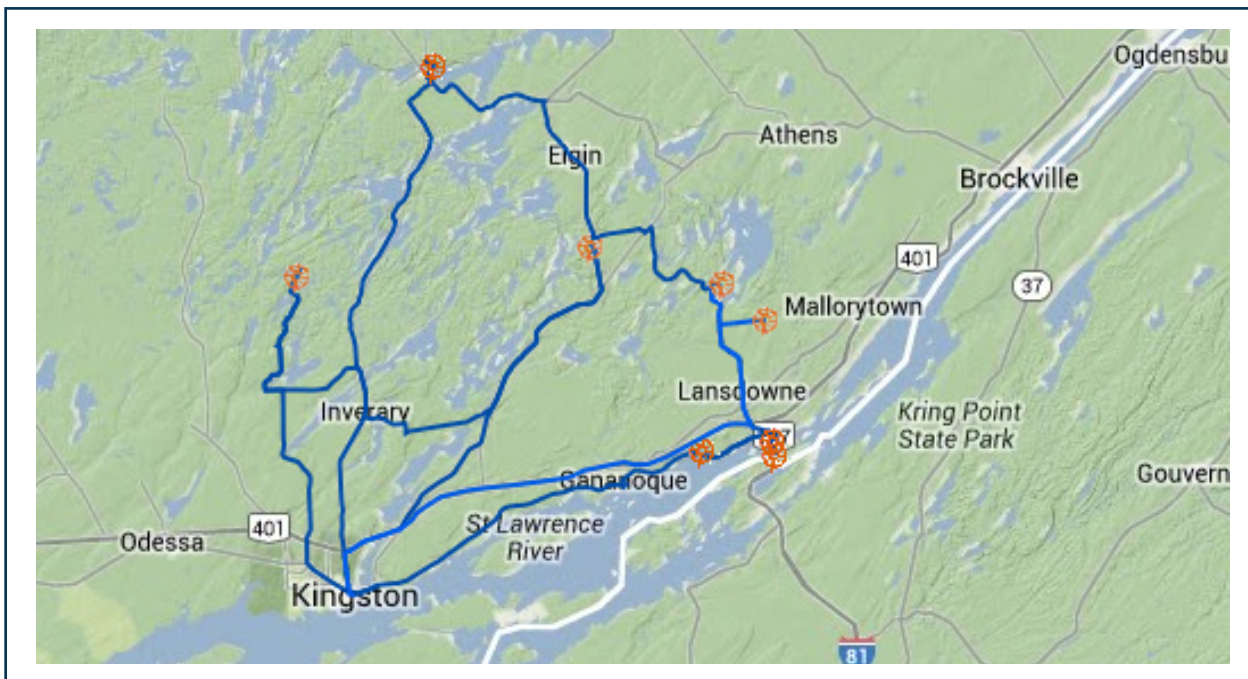 Ogdensbu
Athens
Elgin
Brockville
401
37
Mallorytown
Lansdowne
Inverary
Kring Point
State Park
Gananoque
Gouvern
401
St Lawrence
River
Odessa
Kingston
81